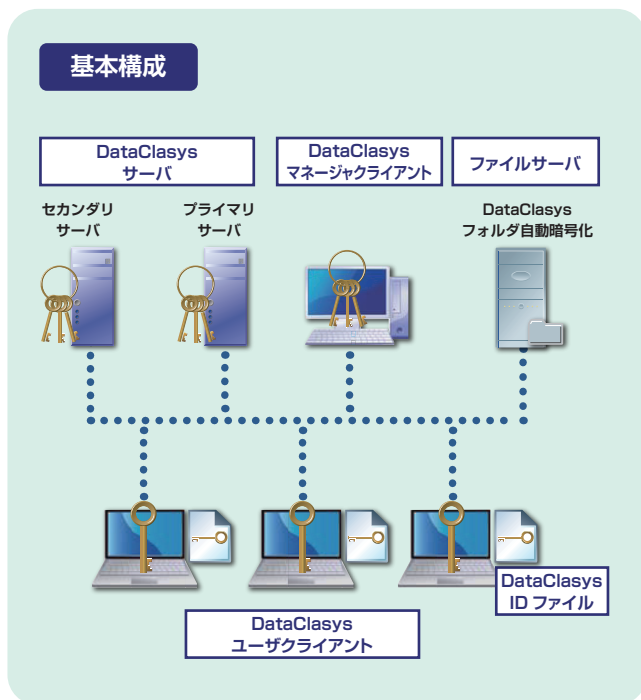 基本構成
DataClasys
サーバ
DataClasys
マネージャクライアント
ファイルサーバ
セカンダリ
サーバ
プライマリ
サーバ
DataClasys
フォルダ自動暗号化
DataClasys
ID ファイル
DataClasys
ユーザクライアント